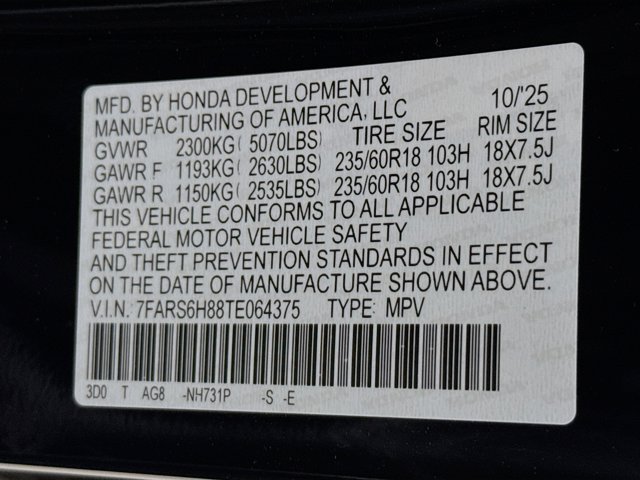 MFD. BY HONDA DEVELOPMENT & 10/'25
MANUFACTURING OF AMERICA, LLC
GVWR 2300KG( 5070LBS) TIRE SIZE RIM SIZE
GAWR F 1193KG( 2630LBS) 235/60R18 103H 18X7.5J
GAWR R 1150KG( 2535LBS) 235/60R18 103H 18X7.5J
THIS VEHICLE CONFORMS TO ALL APPLICABLE
FEDERAL MOTOR VEHICLE SAFETY
AND THEFT PREVENTION STANDARDS IN EFFECT
ON THE DATE OF MANUFACTURE SHOWN ABOVE.
V.I.N. 7FARS6H88TE064375 TYPE: MPV
3D0 T AG8 -NH731P -S -E